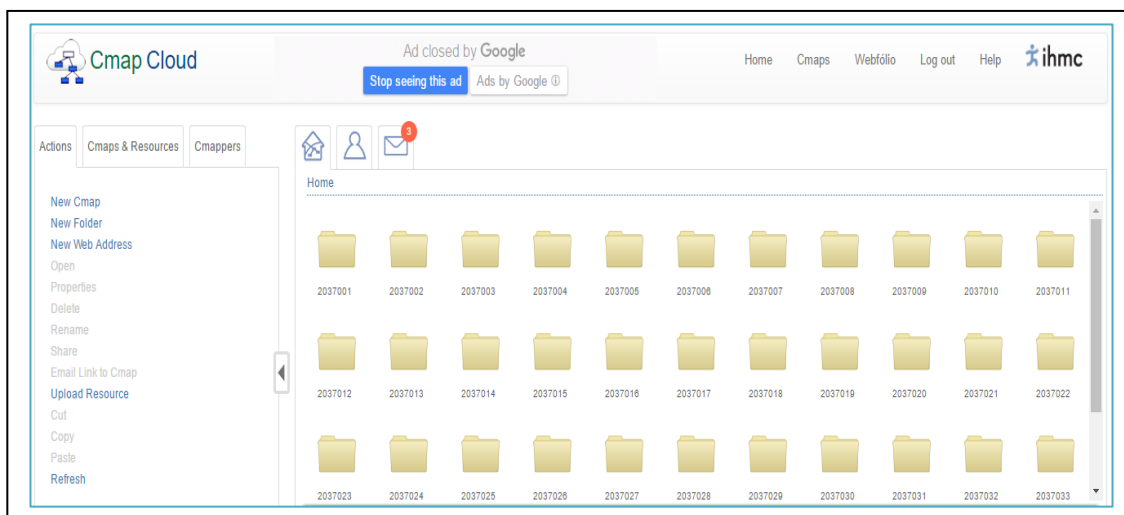 Cmap Cloud
Ad closed by Google
Stop seeing this ad Ads by Google
Home Cmaps Webfólio Log out Help ihmc
Actions Cmaps & Resources Cmappers
3
Home
New Cmap
New Folder
New Web Address
Open
Properties
Delete
Rename
Share
Email Link to Cmap
Upload Resource
Cut
Copy
Paste
Refresh
2037001 2037002 2037003 2037004 2037005 2037006 2037007 2037008 2037009 2037010 2037011
2037012 2037013 2037014 2037015 2037016 2037017 2037018 2037019 2037020 2037021 2037022
2037023 2037024 2037025 2037026 2037027 2037028 2037029 2037030 2037031 2037032 2037033